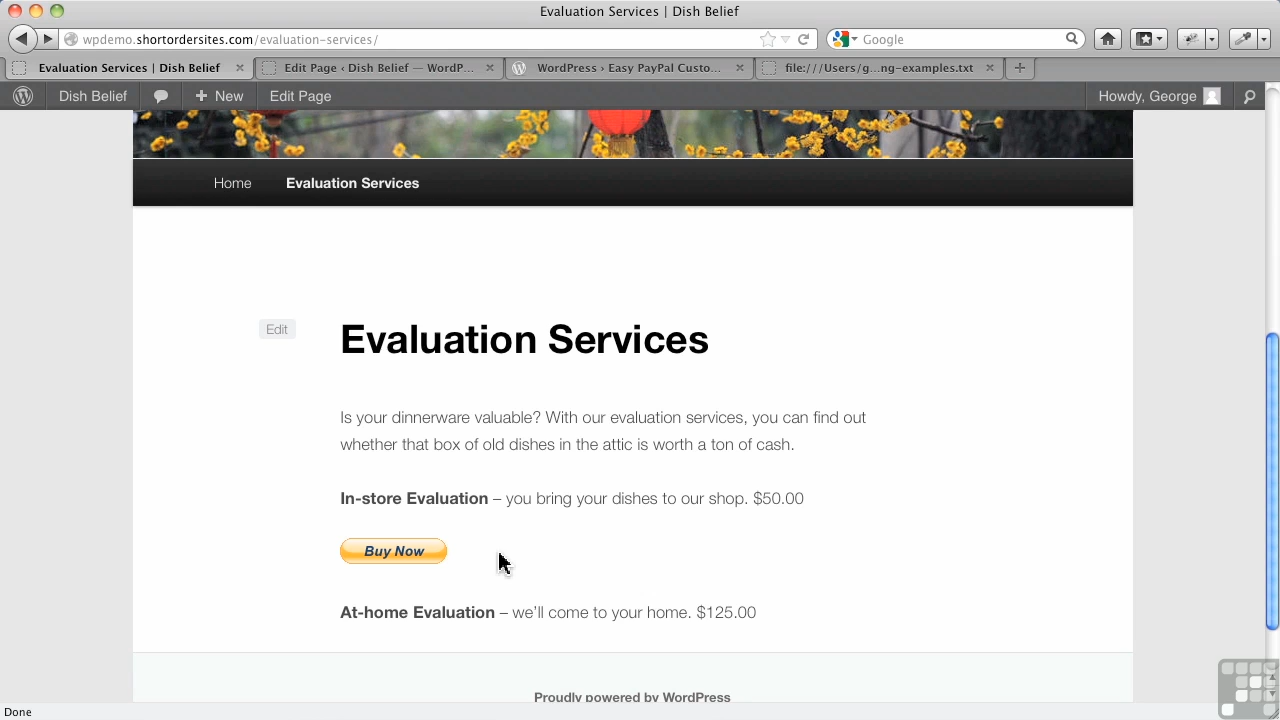 Evaluation Services | Dish Belief
wpdemo.shortordersites.com/evaluation-services/
Google
Evaluation Services | Dish Belief
Edit Page ‹ Dish Belief — WordP...
WordPress › Easy PayPal Custo...
file:///Users/g...ng-examples.txt
Dish Belief
New
Edit Page
Howdy, George
Home
Evaluation Services
Edit
Evaluation Services
Is your dinnerware valuable? With our evaluation services, you can find out
whether that box of old dishes in the attic is worth a ton of cash.
In-store Evaluation – you bring your dishes to our shop. $50.00
Buy Now
At-home Evaluation – we'll come to your home. $125.00
Proudly powered by WordPress
Done